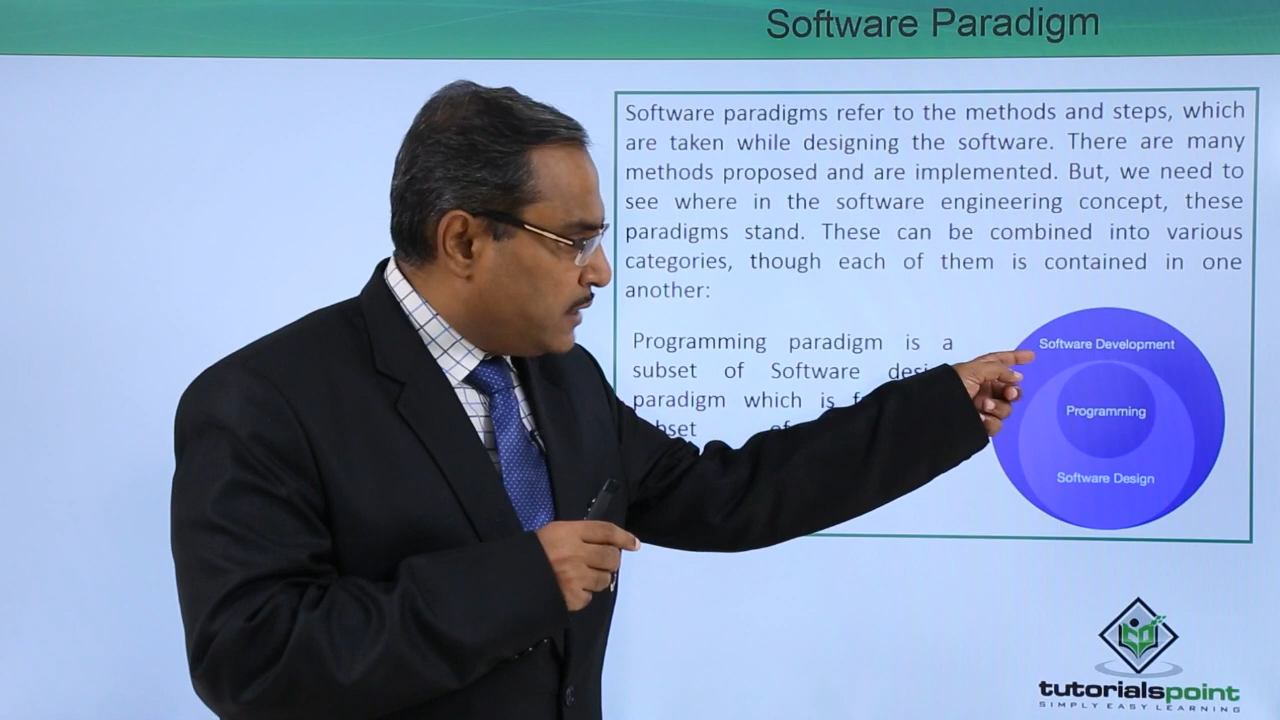 Software Paradigm
Software paradigms refer to the methods and steps, which
are taken while designing the software. There are many
methods proposed and are implemented. But, we need to
see where in the software engineering concept, these
paradigms stand. These can be combined into various
categories, though each of them is contained in one
another:
Programming paradigm is a
subset of Software
paradigm which is
Software Development
Programming
Software Design
tutorialspoint
SIMPLY EASY LEARNING